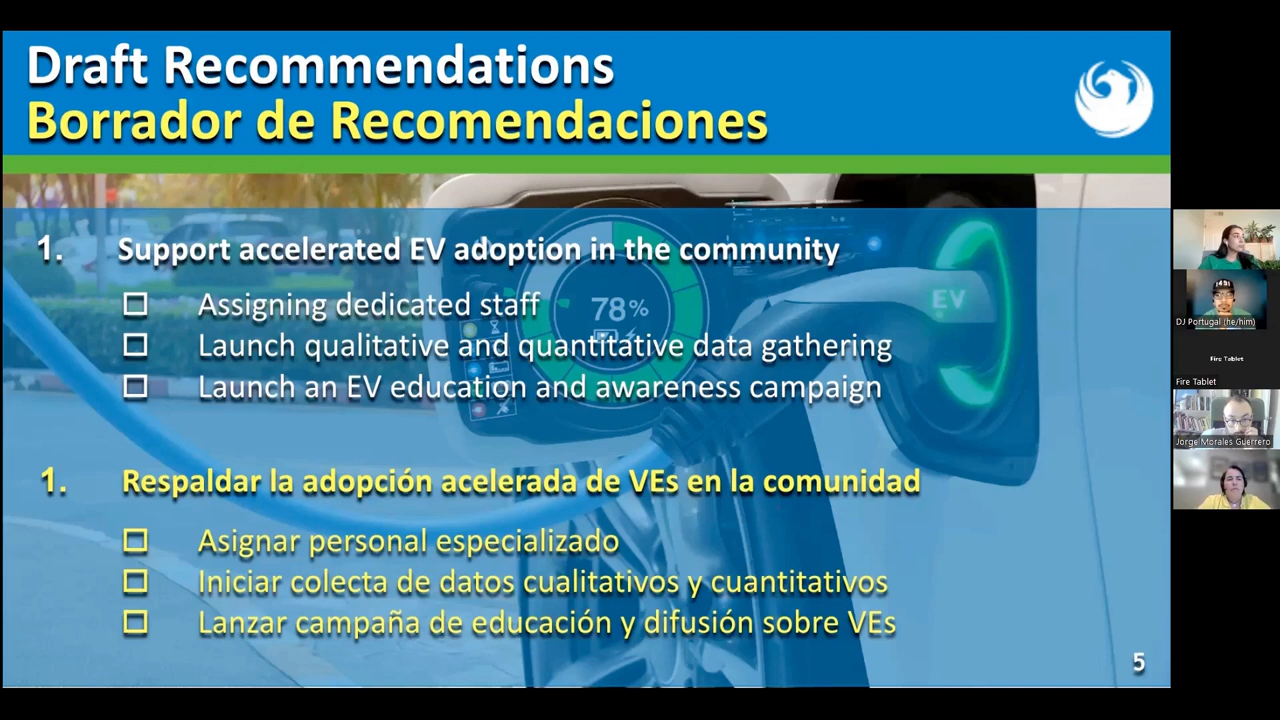 Draft Recommendations
Borrador de Recomendaciones
1. Support accelerated EV adoption in the community
Assigning dedicated staff
Launch qualitative and quantitative data gathering
Launch an EV education and awareness campaign
78%
EV
1. Respaldar la adopción acelerada de VEs en la comunidad
Asignar personal especializado
Iniciar colecta de datos cualitativos y cuantitativos
Lanzar campaña de educación y difusión sobre VEs
5
DJ Portugal (he/him)
Fire Tablet
Fire Tablet
Jorge Morales Guerrero